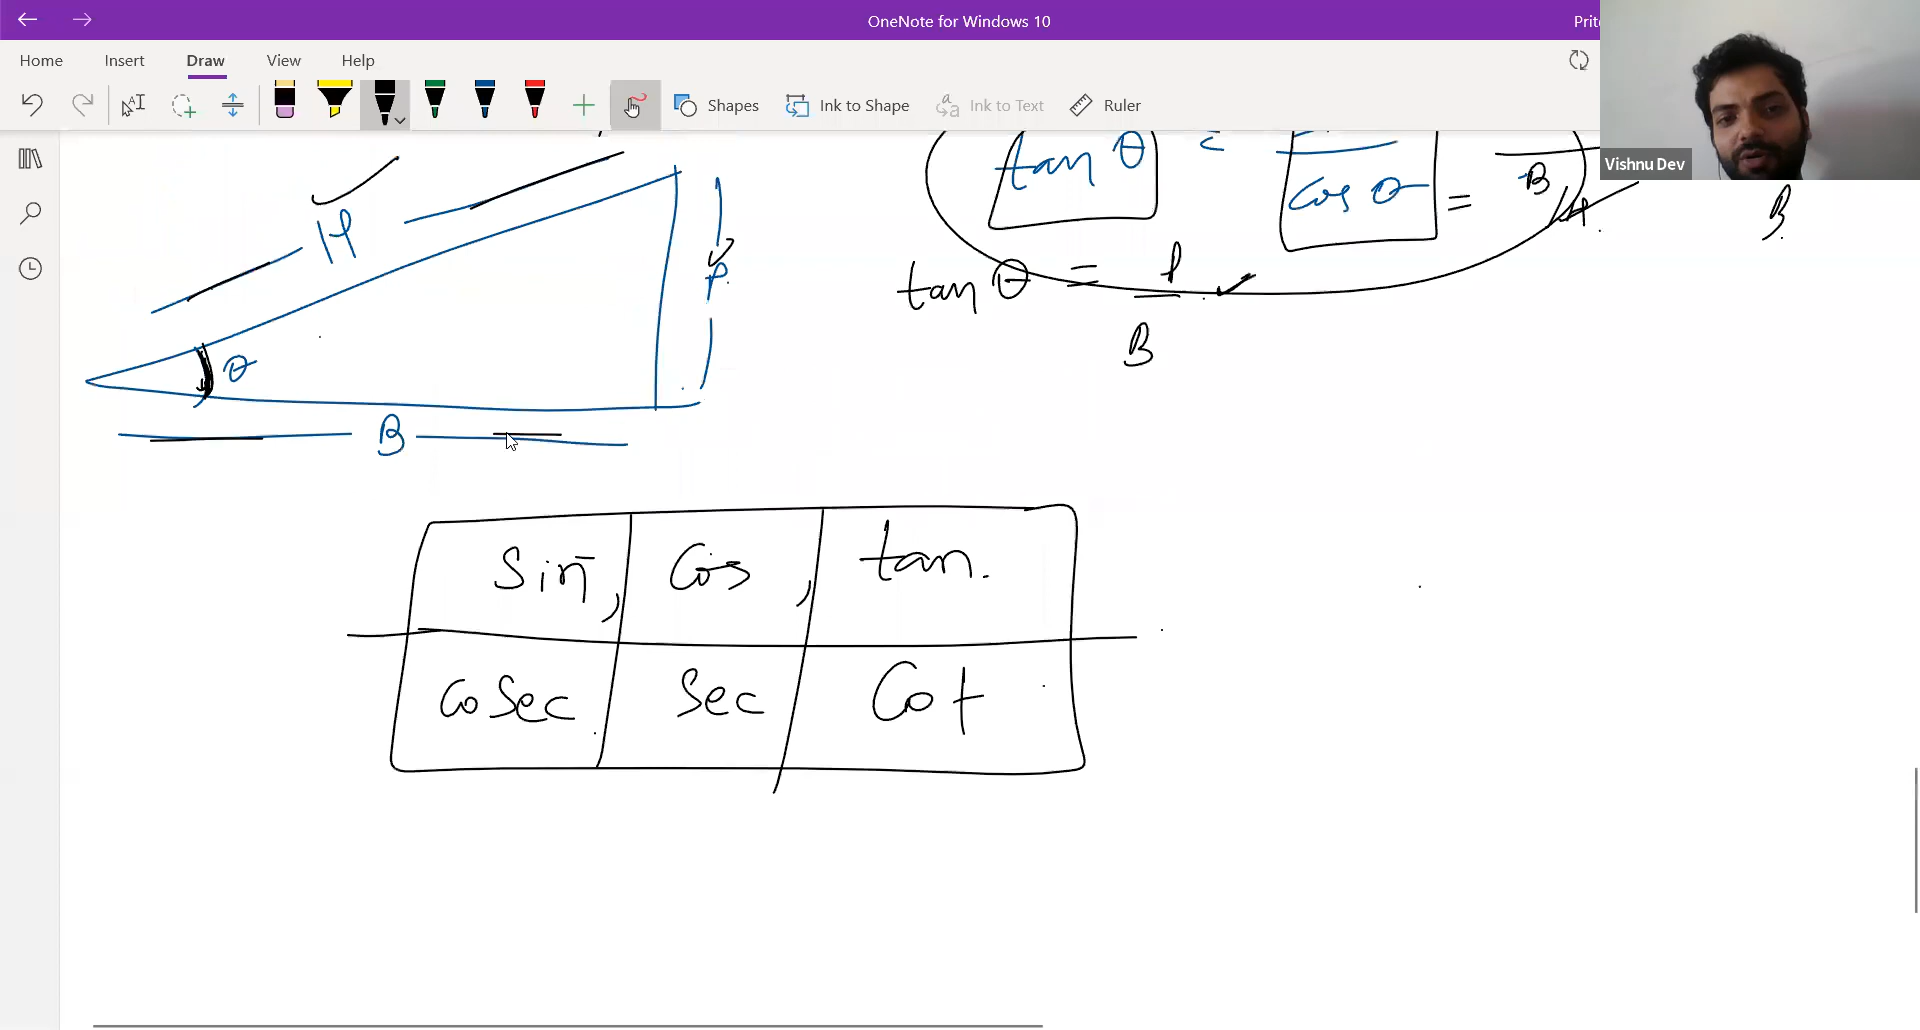 OneNote for Windows 10
Home Insert Draw View Help
Shapes Ink to Shape Ink to Text Ruler
Vishnu Dev
H
P
θ
B
tan θ =
cos θ =
B
B
tan θ = P
B
Sin, Cos, tan.
Cosec Sec Cot